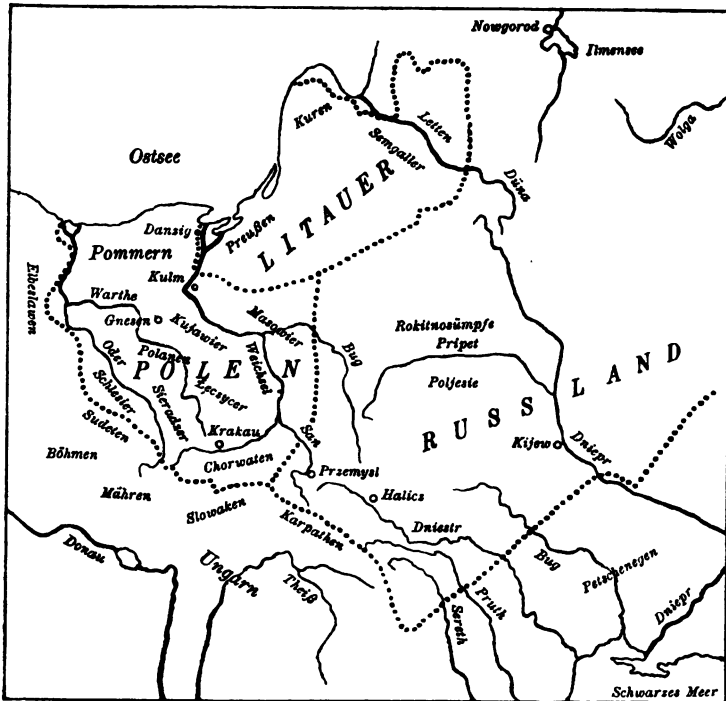 Nowgorod
Ilmensee
Wolga
Kuren
Letten
Semgaller
Düna
Ostsee
LITAUER
Danzig
Preußen
Pommern
Elbeslawen
Kulm
Warthe
Gnesen
Kujawier
Masowier
Bug
Rokitnosümpfe
Pripet
Polanen
Weichsel
POLEN
Oder
Lecsycer
Poljesie
RUSSLAND
Schlesier
Sieradzer
Sudeten
Krakau
San
Kijew
Dniepr
Böhmen
Chorwaten
Przemysl
Mähren
Halics
Slowaken
Karpathen
Dniestr
Donau
Ungarn
Theiß
Bug
Petschenegen
Pruth
Sereth
Dniepr
Schwarzes Meer